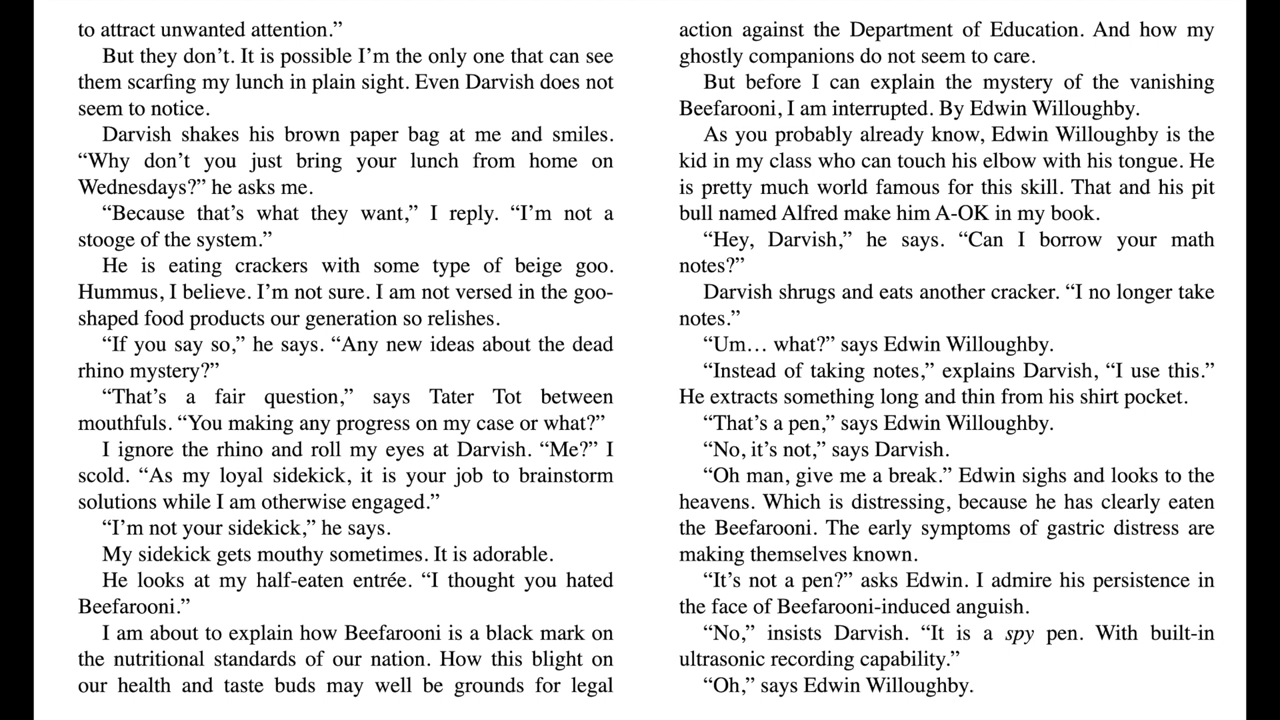 to attract unwanted attention.”
But they don’t. It is possible I’m the only one that can see
them scarfing my lunch in plain sight. Even Darvish does not
seem to notice.
Darvish shakes his brown paper bag at me and smiles.
“Why don’t you just bring your lunch from home on
Wednesdays?” he asks me.
“Because that’s what they want,” I reply. “I’m not a
stooge of the system.”
He is eating crackers with some type of beige goo.
Hummus, I believe. I’m not sure. I am not versed in the goo-
shaped food products our generation so relishes.
“If you say so,” he says. “Any new ideas about the dead
rhino mystery?”
“That’s a fair question,” says Tater Tot between
mouthfuls. “You making any progress on my case or what?”
I ignore the rhino and roll my eyes at Darvish. “Me?” I
scold. “As my loyal sidekick, it is your job to brainstorm
solutions while I am otherwise engaged.”
“I’m not your sidekick,” he says.
My sidekick gets mouthy sometimes. It is adorable.
He looks at my half-eaten entrée. “I thought you hated
Beefarooni.”
I am about to explain how Beefarooni is a black mark on
the nutritional standards of our nation. How this blight on
our health and taste buds may well be grounds for legal
action against the Department of Education. And how my
ghostly companions do not seem to care.
But before I can explain the mystery of the vanishing
Beefarooni, I am interrupted. By Edwin Willoughby.
As you probably already know, Edwin Willoughby is the
kid in my class who can touch his elbow with his tongue. He
is pretty much world famous for this skill. That and his pit
bull named Alfred make him A-OK in my book.
“Hey, Darvish,” he says. “Can I borrow your math
notes?”
Darvish shrugs and eats another cracker. “I no longer take
notes.”
“Um… what?” says Edwin Willoughby.
“Instead of taking notes,” explains Darvish, “I use this.”
He extracts something long and thin from his shirt pocket.
“That’s a pen,” says Edwin Willoughby.
“No, it’s not,” says Darvish.
“Oh man, give me a break.” Edwin sighs and looks to the
heavens. Which is distressing, because he has clearly eaten
the Beefarooni. The early symptoms of gastric distress are
making themselves known.
“It’s not a pen?” asks Edwin. I admire his persistence in
the face of Beefarooni-induced anguish.
“No,” insists Darvish. “It is a spy pen. With built-in
ultrasonic recording capability.”
“Oh,” says Edwin Willoughby.